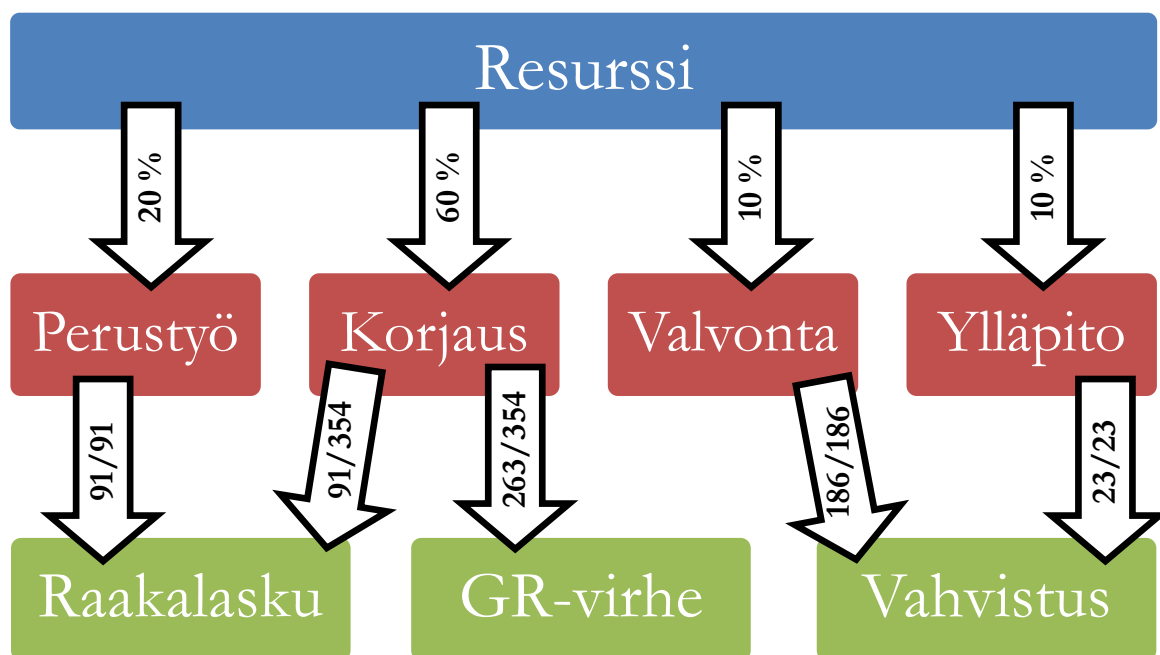 Resurssi
20 %
60 %
10 %
10 %
Perustyö
Korjaus
Valvonta
Ylläpito
91/91
91/354
263/354
186/186
23/23
Raakalasku
GR-virhe
Vahvistus